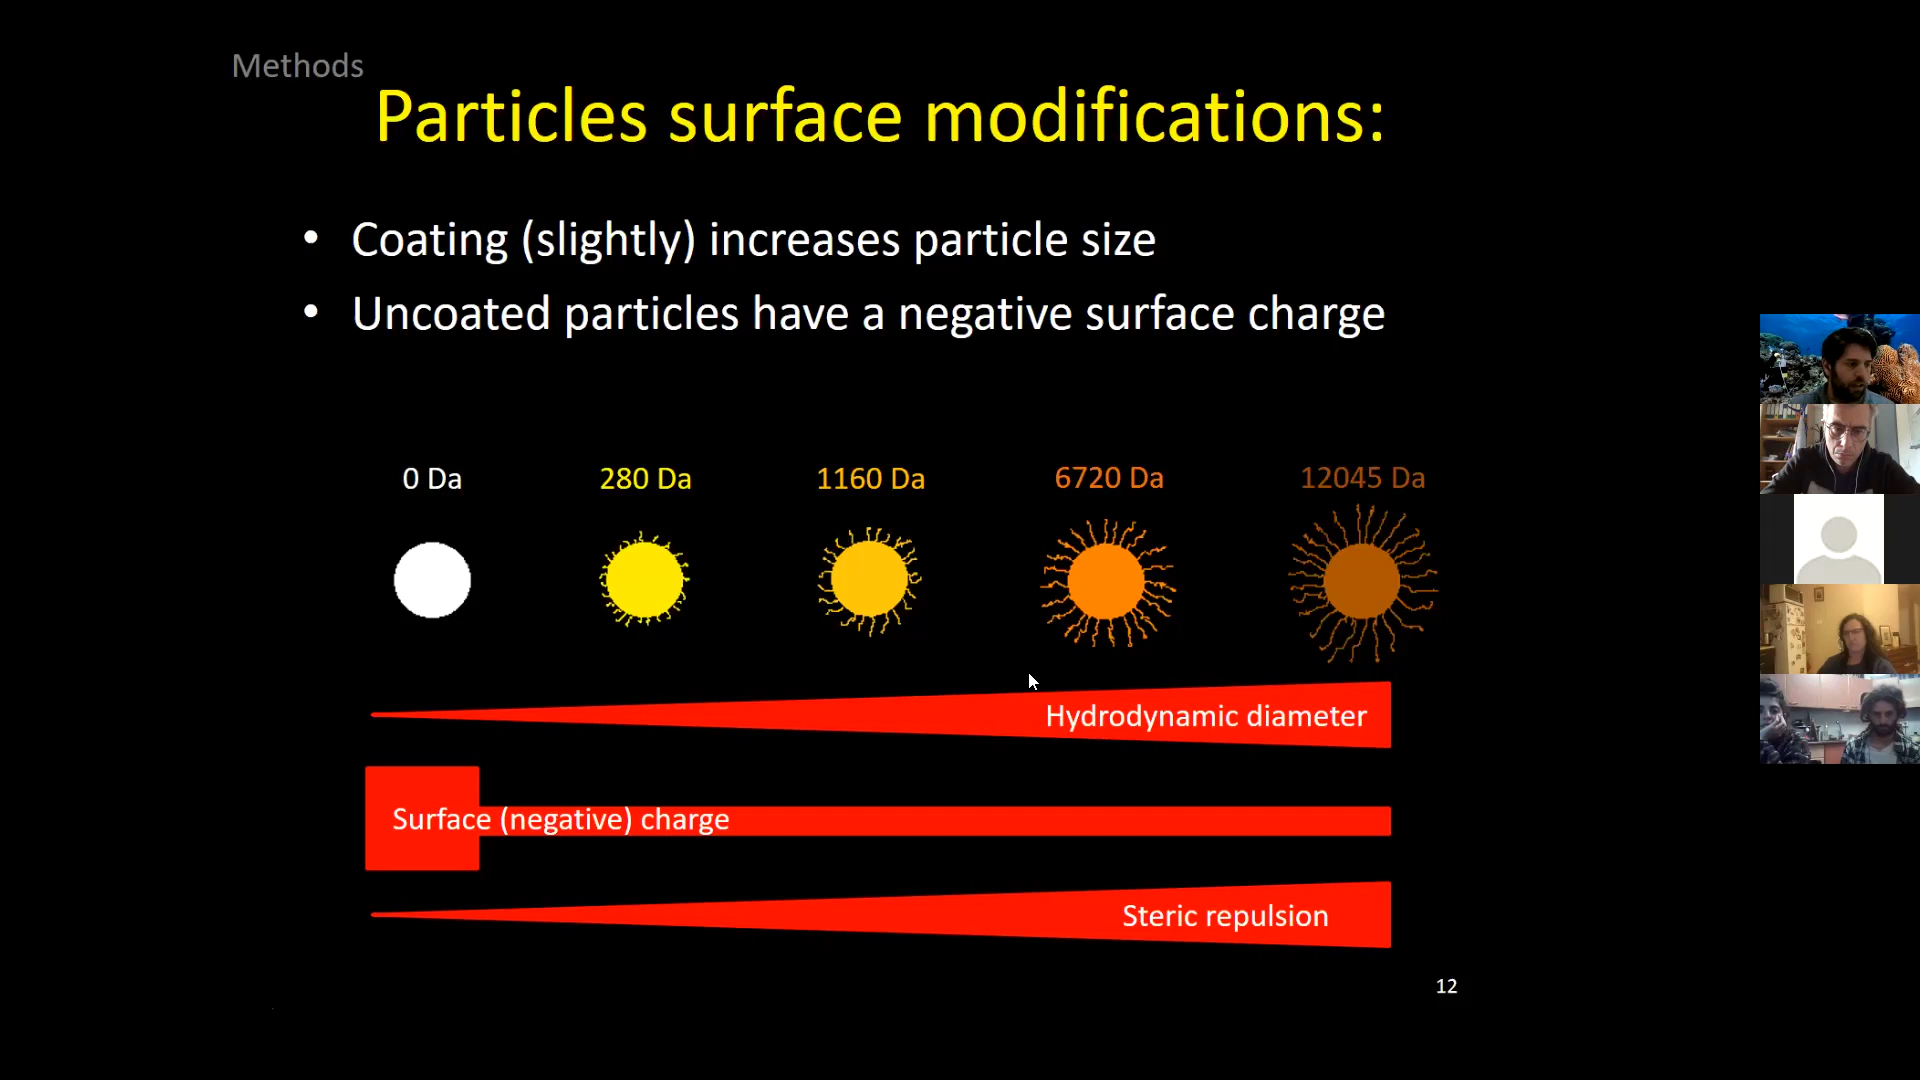 Methods
Particles surface modifications:
• Coating (slightly) increases particle size
• Uncoated particles have a negative surface charge
0 Da 280 Da 1160 Da 6720 Da 12045 Da
Hydrodynamic diameter
Surface (negative) charge
Steric repulsion
12